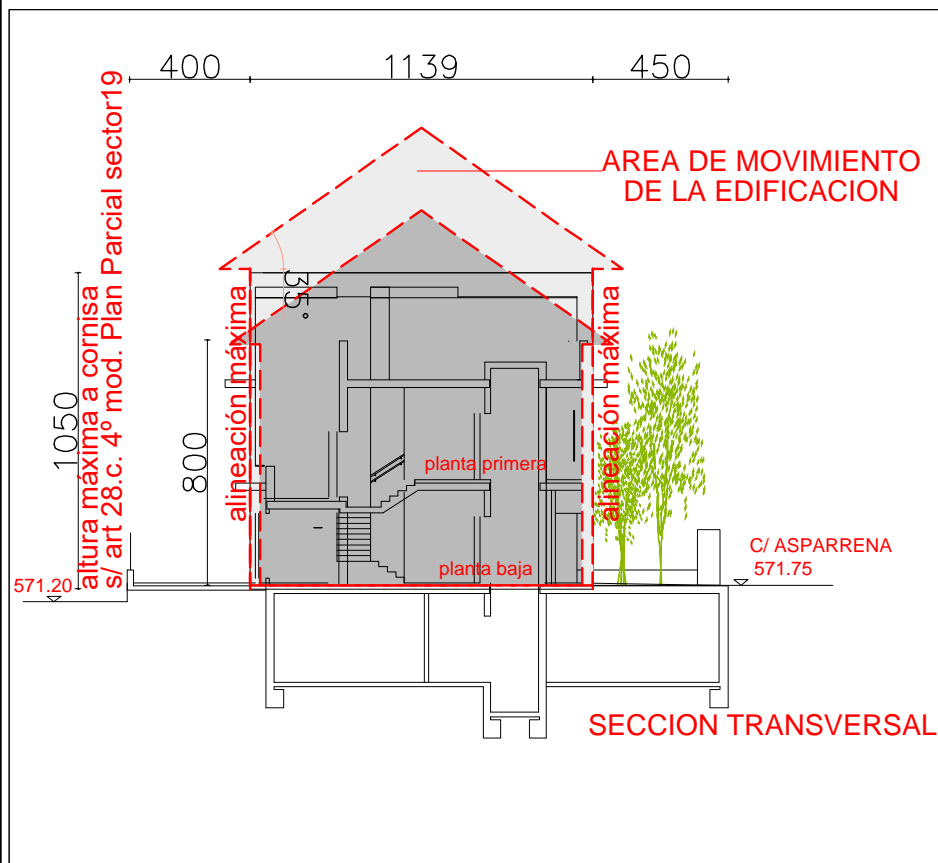 400
1139
450
AREA DE MOVIMIENTO
DE LA EDIFICACION
altura máxima a cornisa
s/ art 28.c. 4º mod. Plan Parcial sector19
35°
alineación máxima
alineación máxima
1050
800
planta primera
planta baja
C/ ASPARRENA
571.75
571.20
SECCION TRANSVERSAL